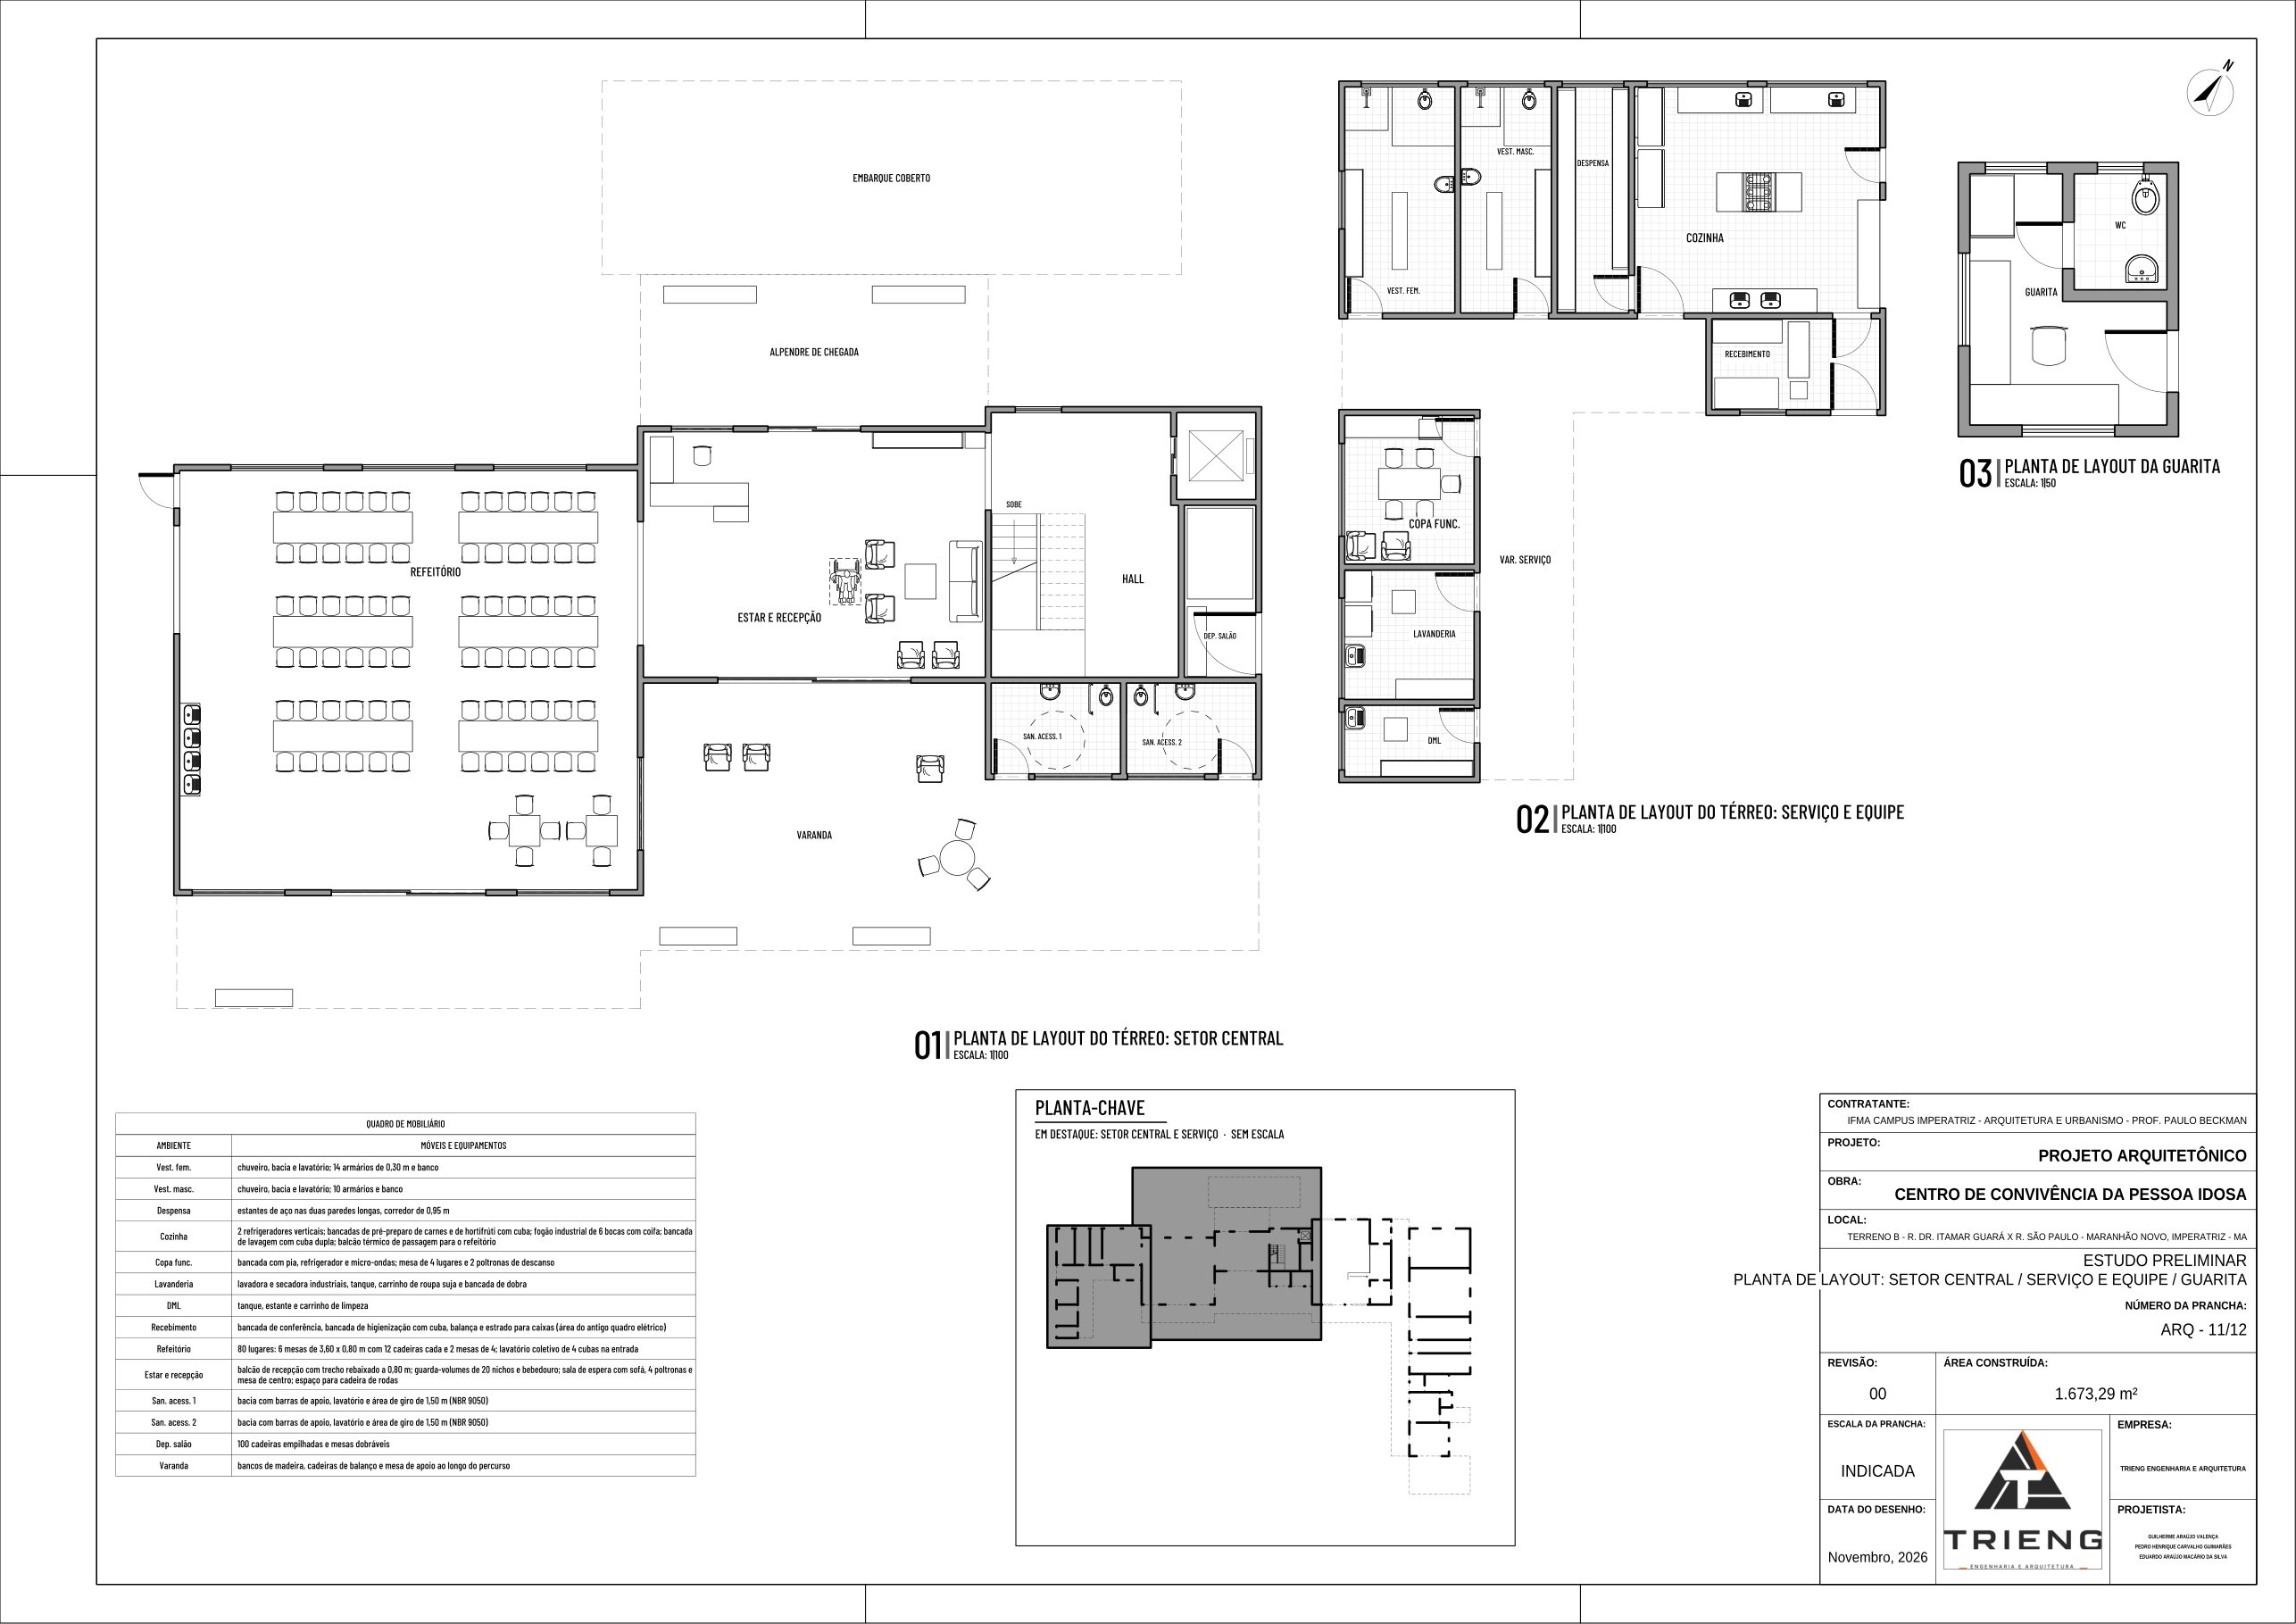 N
EMBARQUE COBERTO
ALPENDRE DE CHEGADA
REFEITÓRIO
ESTAR E RECEPÇÃO
SOBE
HALL
DEP. SALÃO
SAN. ACESS. 1
SAN. ACESS. 2
VARANDA
01 PLANTA DE LAYOUT DO TÉRREO: SETOR CENTRAL
ESCALA: 1|100
VEST. FEM.
VEST. MASC.
DESPENSA
COZINHA
RECEBIMENTO
COPA FUNC.
VAR. SERVIÇO
LAVANDERIA
DML
02 PLANTA DE LAYOUT DO TÉRREO: SERVIÇO E EQUIPE
ESCALA: 1|100
WC
GUARITA
03 PLANTA DE LAYOUT DA GUARITA
ESCALA: 1|50
QUADRO DE MOBILIÁRIO
AMBIENTE MÓVEIS E EQUIPAMENTOS
Vest. fem. chuveiro, bacia e lavatório; 14 armários de 0,30 m e banco
Vest. masc. chuveiro, bacia e lavatório; 10 armários e banco
Despensa estantes de aço nas duas paredes longas, corredor de 0,95 m
Cozinha 2 refrigeradores verticais; bancadas de pré-preparo de carnes e de hortifrúti com cuba; fogão industrial de 6 bocas com coifa; bancada
de lavagem com cuba dupla; balcão térmico de passagem para o refeitório
Copa func. bancada com pia, refrigerador e micro-ondas; mesa de 4 lugares e 2 poltronas de descanso
Lavanderia lavadora e secadora industriais, tanque, carrinho de roupa suja e bancada de dobra
DML tanque, estante e carrinho de limpeza
Recebimento bancada de conferência, bancada de higienização com cuba, balança e estrado para caixas (área do antigo quadro elétrico)
Refeitório 80 lugares: 6 mesas de 3,60 x 0,80 m com 12 cadeiras cada e 2 mesas de 4; lavatório coletivo de 4 cubas na entrada
Estar e recepção balcão de recepção com trecho rebaixado a 0,80 m; guarda-volumes de 20 nichos e bebedouro; sala de espera com sofá, 4 poltronas e
mesa de centro; espaço para cadeira de rodas
San. acess. 1 bacia com barras de apoio, lavatório e área de giro de 1,50 m (NBR 9050)
San. acess. 2 bacia com barras de apoio, lavatório e área de giro de 1,50 m (NBR 9050)
Dep. salão 100 cadeiras empilhadas e mesas dobráveis
Varanda bancos de madeira, cadeiras de balanço e mesa de apoio ao longo do percurso
PLANTA-CHAVE
EM DESTAQUE: SETOR CENTRAL E SERVIÇO · SEM ESCALA
CONTRATANTE:
IFMA CAMPUS IMPERATRIZ - ARQUITETURA E URBANISMO - PROF. PAULO BECKMAN
PROJETO:
PROJETO ARQUITETÔNICO
OBRA:
CENTRO DE CONVIVÊNCIA DA PESSOA IDOSA
LOCAL:
TERRENO B - R. DR. ITAMAR GUARÁ X R. SÃO PAULO - MARANHÃO NOVO, IMPERATRIZ - MA
ESTUDO PRELIMINAR
PLANTA DE LAYOUT: SETOR CENTRAL / SERVIÇO E EQUIPE / GUARITA
NÚMERO DA PRANCHA:
ARQ - 11/12
REVISÃO:
00
ÁREA CONSTRUÍDA:
1.673,29 m²
ESCALA DA PRANCHA:
INDICADA
DATA DO DESENHO:
Novembro, 2026
TRIENG
ENGENHARIA E ARQUITETURA
EMPRESA:
TRIENG ENGENHARIA E ARQUITETURA
PROJETISTA:
GUILHERME ARAÚJO VALENÇA
PEDRO HENRIQUE CARVALHO GUIMARÃES
EDUARDO ARAÚJO MACÁRIO DA SILVA